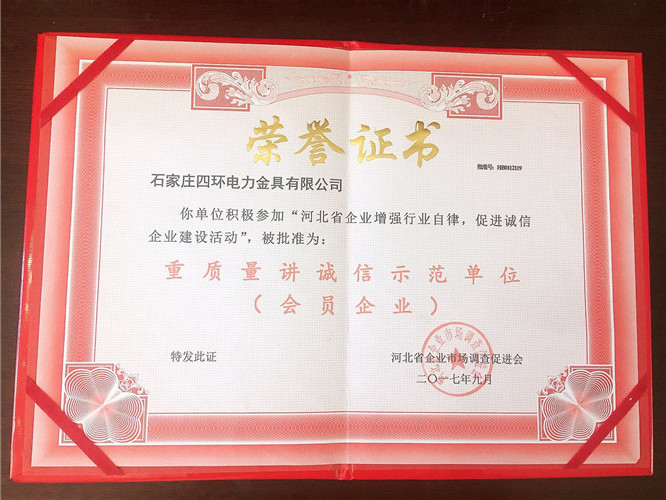 荣誉证书
批准号：HB0112119
石家庄四环电力金具有限公司
你单位积极参加“河北省企业增强行业自律，促进诚信
企业建设活动”，被批准为：
重质量讲诚信示范单位
（会员企业）
特发此证
河北省企业市场调查促进会
二〇一七年九月